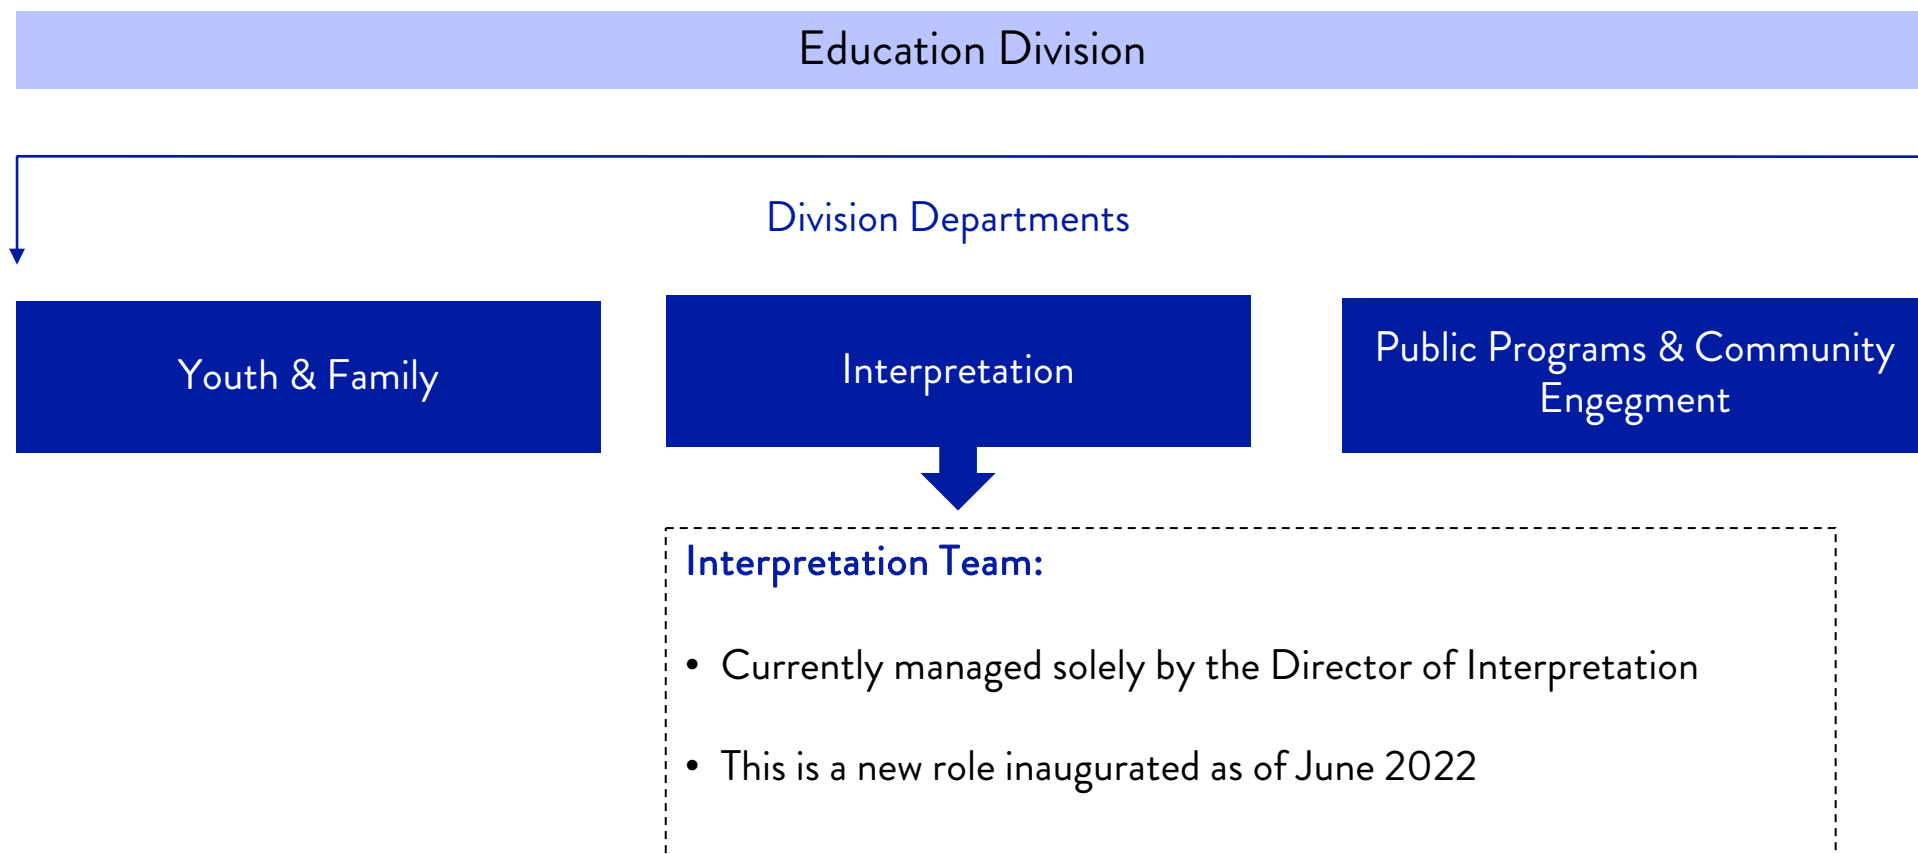 Education Division
Division Departments
Youth & Family
Interpretation
Public Programs & Community
Engegment
Interpretation Team:
• Currently managed solely by the Director of Interpretation
• This is a new role inaugurated as of June 2022